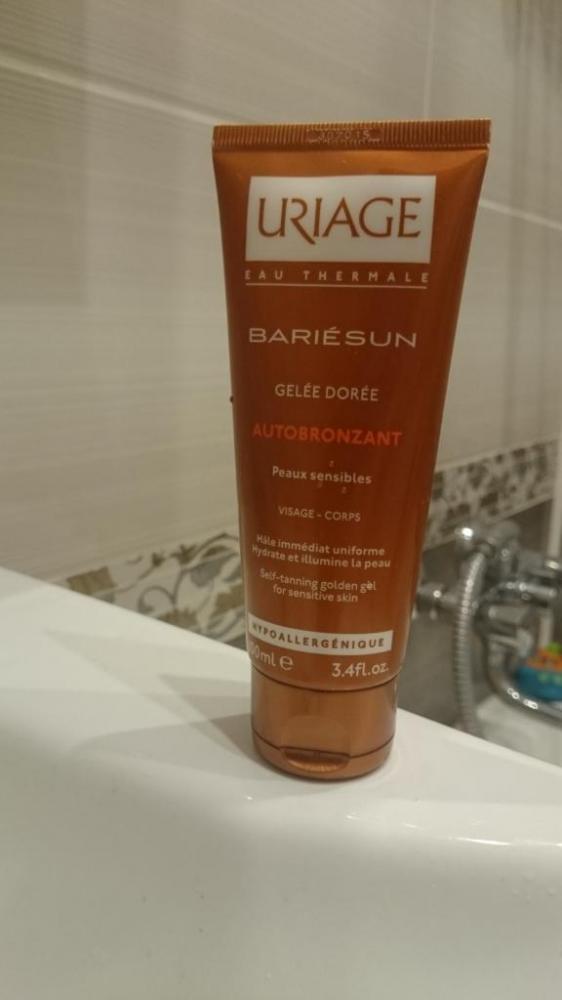 URIAGE
EAU THERMALE
BARIÉSUN
GELÉE DORÉE
AUTOBRONZANT
Peaux sensibles
VISAGE - CORPS
Hâle immédiat uniforme
Hydrate et illumine la peau
Self-tanning golden gel
for sensitive skin
HYPOALLERGÉNIQUE
00ml e 3.4fl.oz.